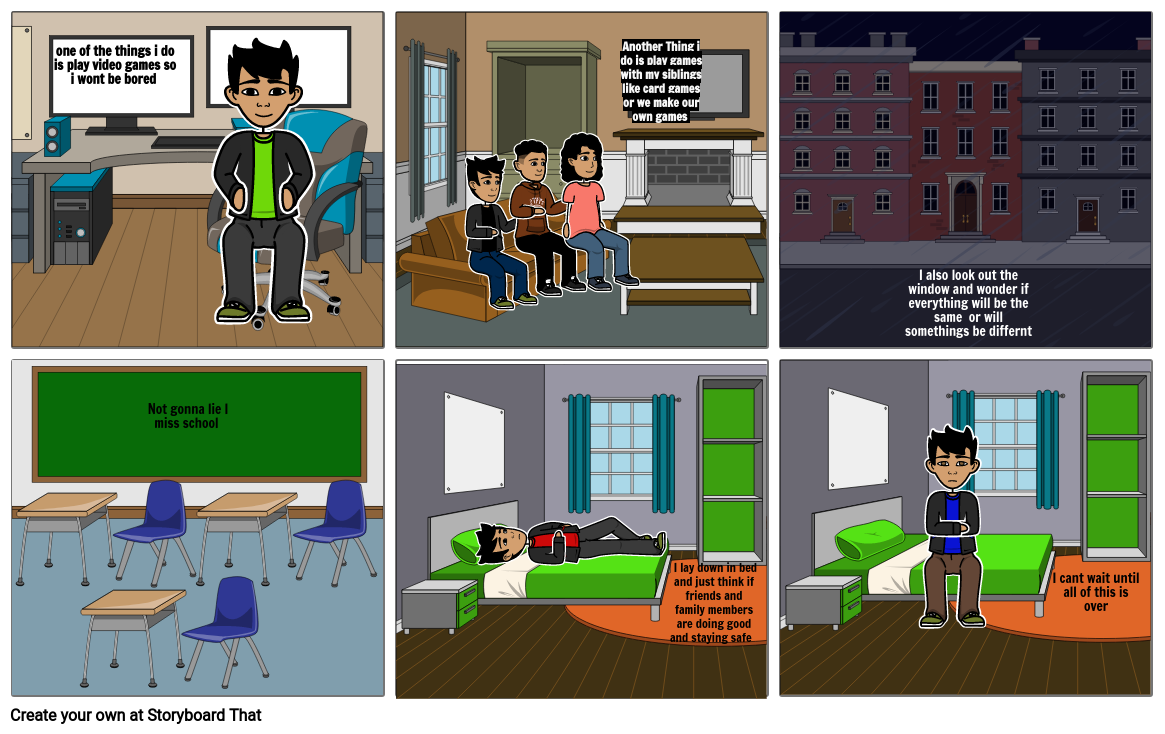 one of the things i do
is play video games so
i wont be bored
Another Thing i
do is play games
with my siblings
like card games
or we make our
own games
I also look out the
window and wonder if
everything will be the
same or will
somethings be differnt
Not gonna lie I
miss school
I lay down in bed
and just think if
friends and
family members
are doing good
and staying safe
I cant wait until
all of this is
over
Create your own at Storyboard That